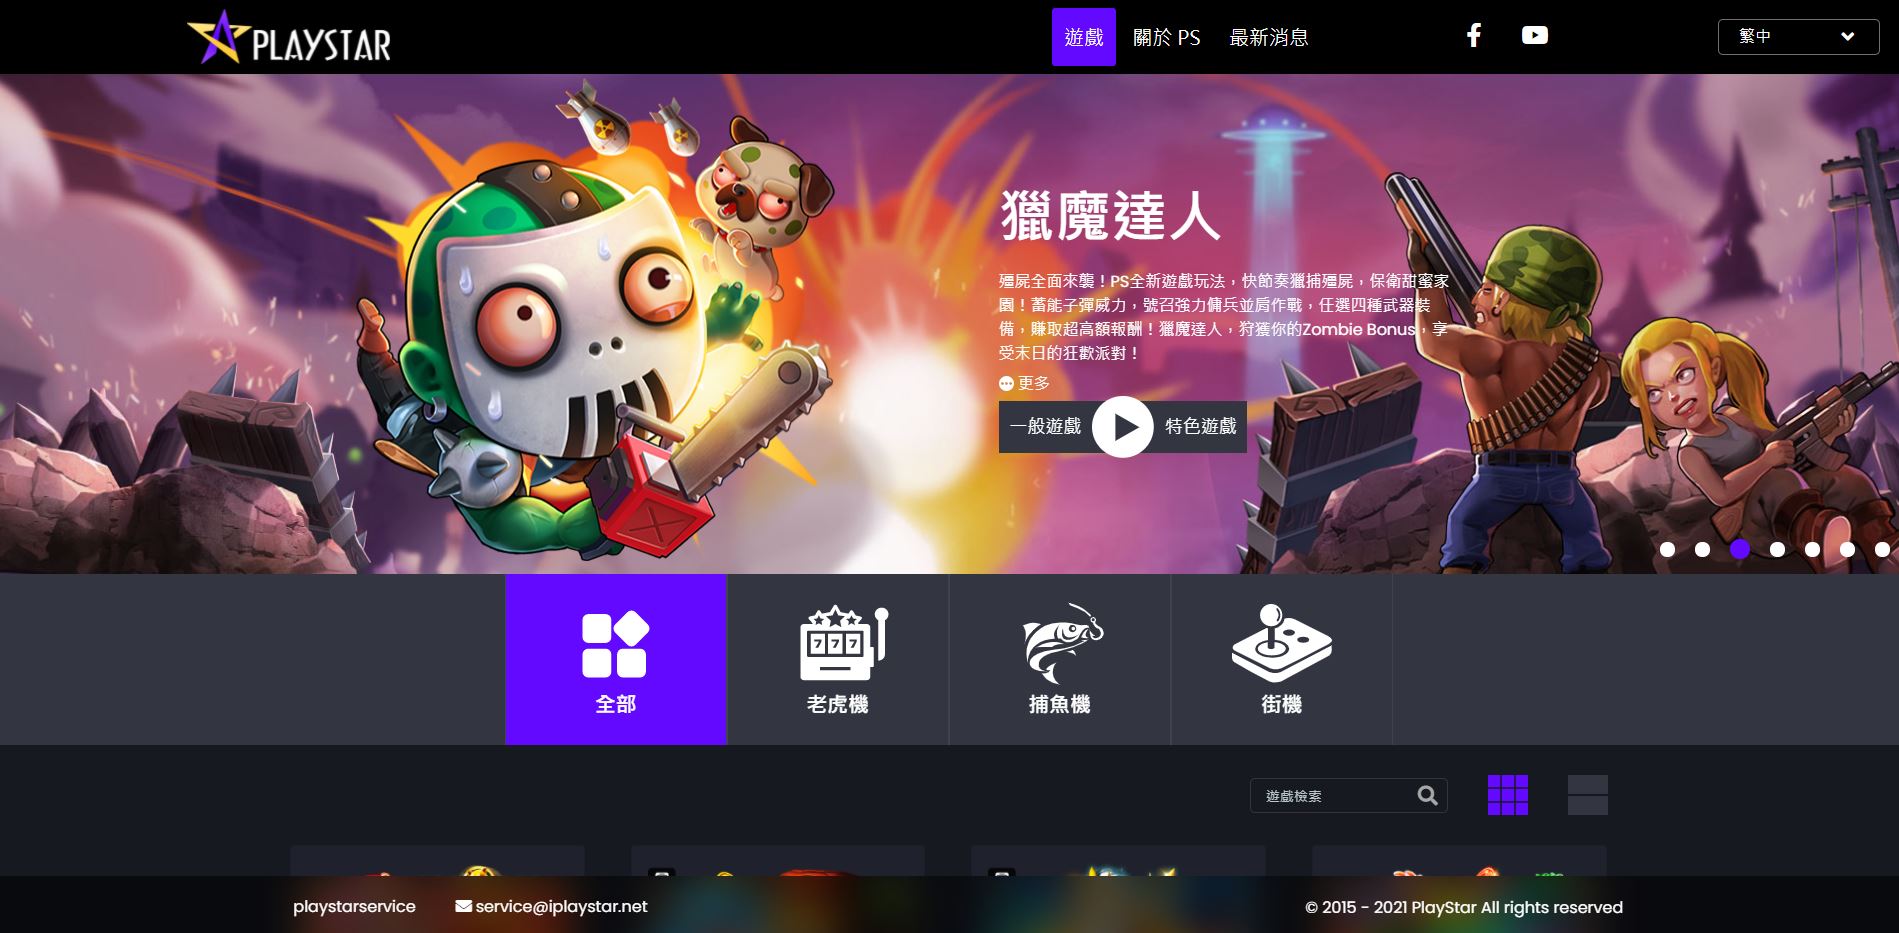 PLAYSTAR
遊戲
關於 PS
最新消息
繁中
獵魔達人
殭屍全面來襲！PS全新遊戲玩法，快節奏獵捕殭屍，保衛甜蜜家
園！蓄能子彈威力，號召強力傭兵並肩作戰，任選四種武器裝
備，賺取超高額報酬！獵魔達人，狩獲你的Zombie Bonus，享
受末日的狂歡派對！
更多
一般遊戲
特色遊戲
777
全部
老虎機
捕魚機
街機
遊戲檢索
playstarservice
service@iplaystar.net
© 2015 - 2021 PlayStar All rights reserved